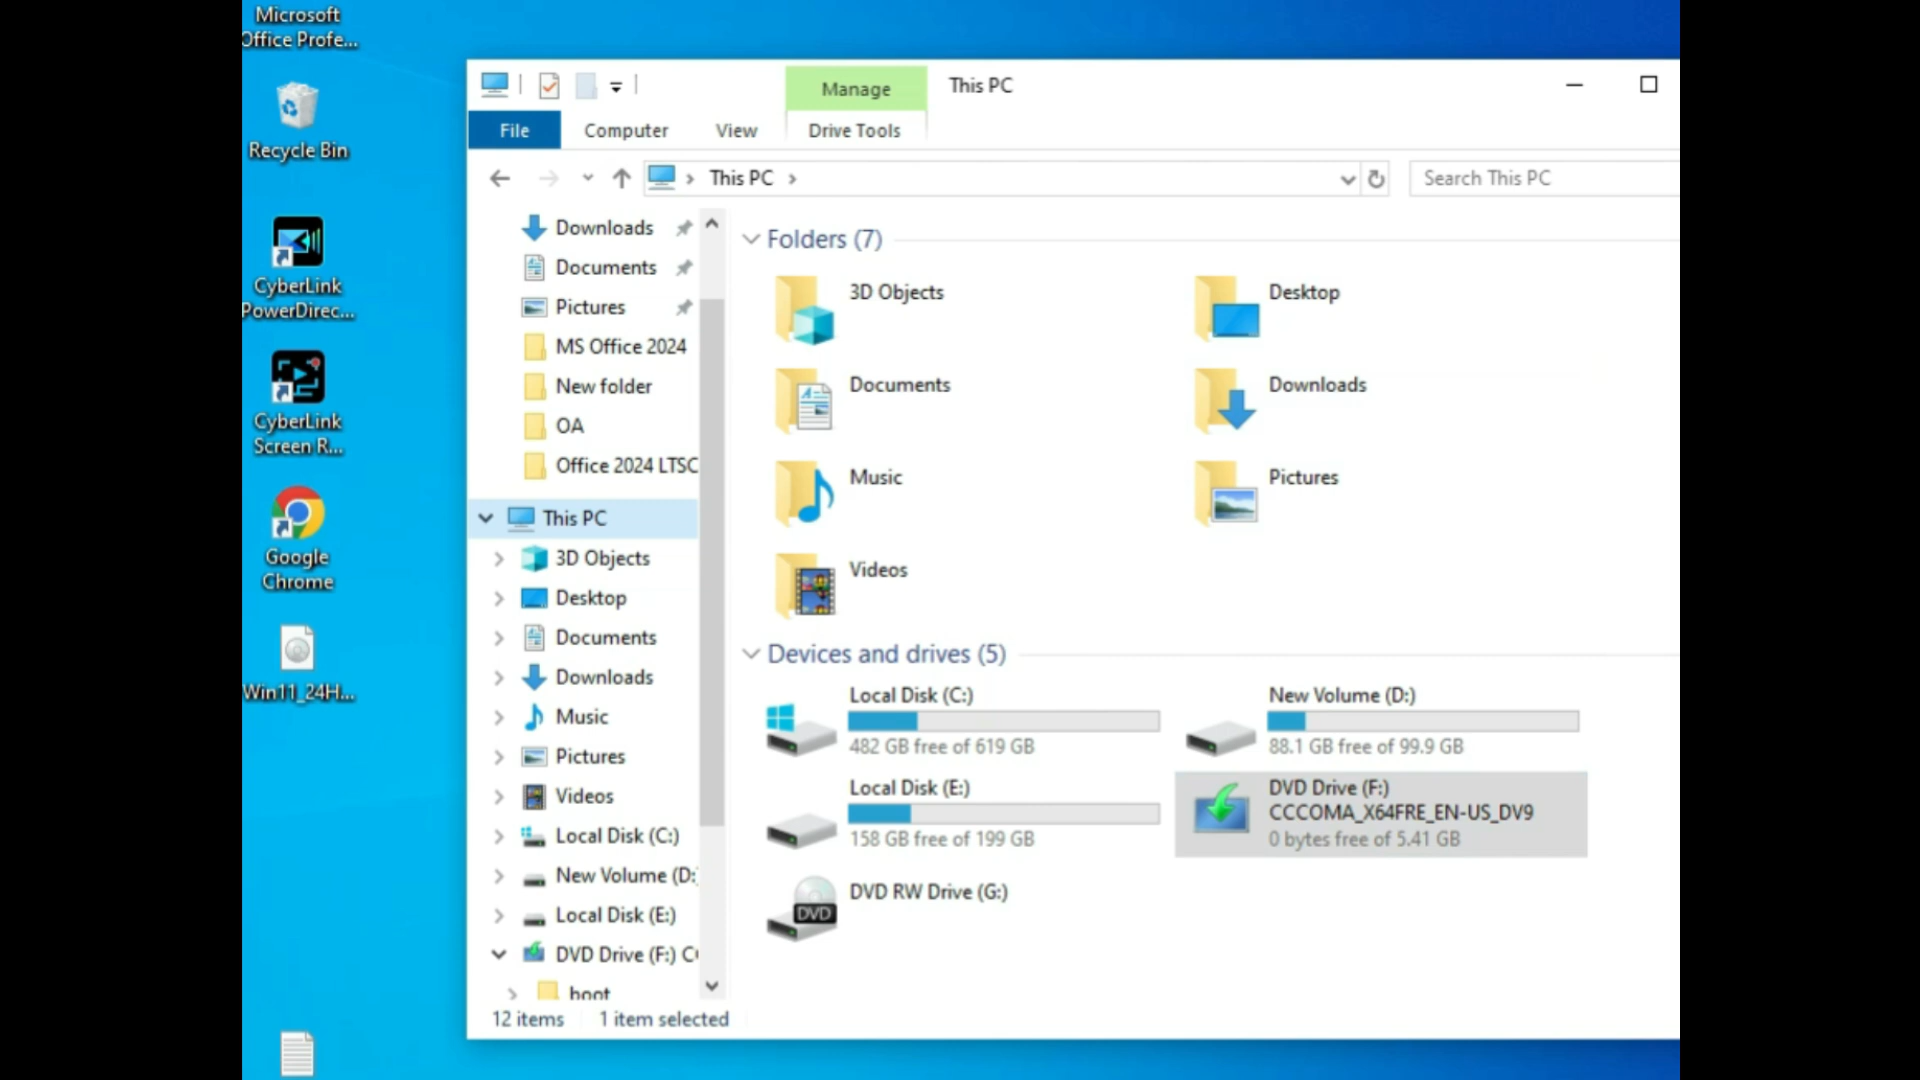 Microsoft
Office Profe...
Recycle Bin
CyberLink
PowerDirec...
CyberLink
Screen R...
Google
Chrome
Win11_24H...
Manage
This PC
File
Computer
View
Drive Tools
This PC
Search This PC
Downloads
Documents
Pictures
MS Office 2024
New folder
OA
Office 2024 LTSC
This PC
3D Objects
Desktop
Documents
Downloads
Music
Pictures
Videos
Local Disk (C:)
New Volume (D:
Local Disk (E:)
DVD Drive (F:) C
boot
Folders (7)
3D Objects
Desktop
Documents
Downloads
Music
Pictures
Videos
Devices and drives (5)
Local Disk (C:)
482 GB free of 619 GB
New Volume (D:)
88.1 GB free of 99.9 GB
Local Disk (E:)
158 GB free of 199 GB
DVD Drive (F:)
CCCOMA_X64FRE_EN-US_DV9
0 bytes free of 5.41 GB
DVD RW Drive (G:)
DVD
12 items
1 item selected